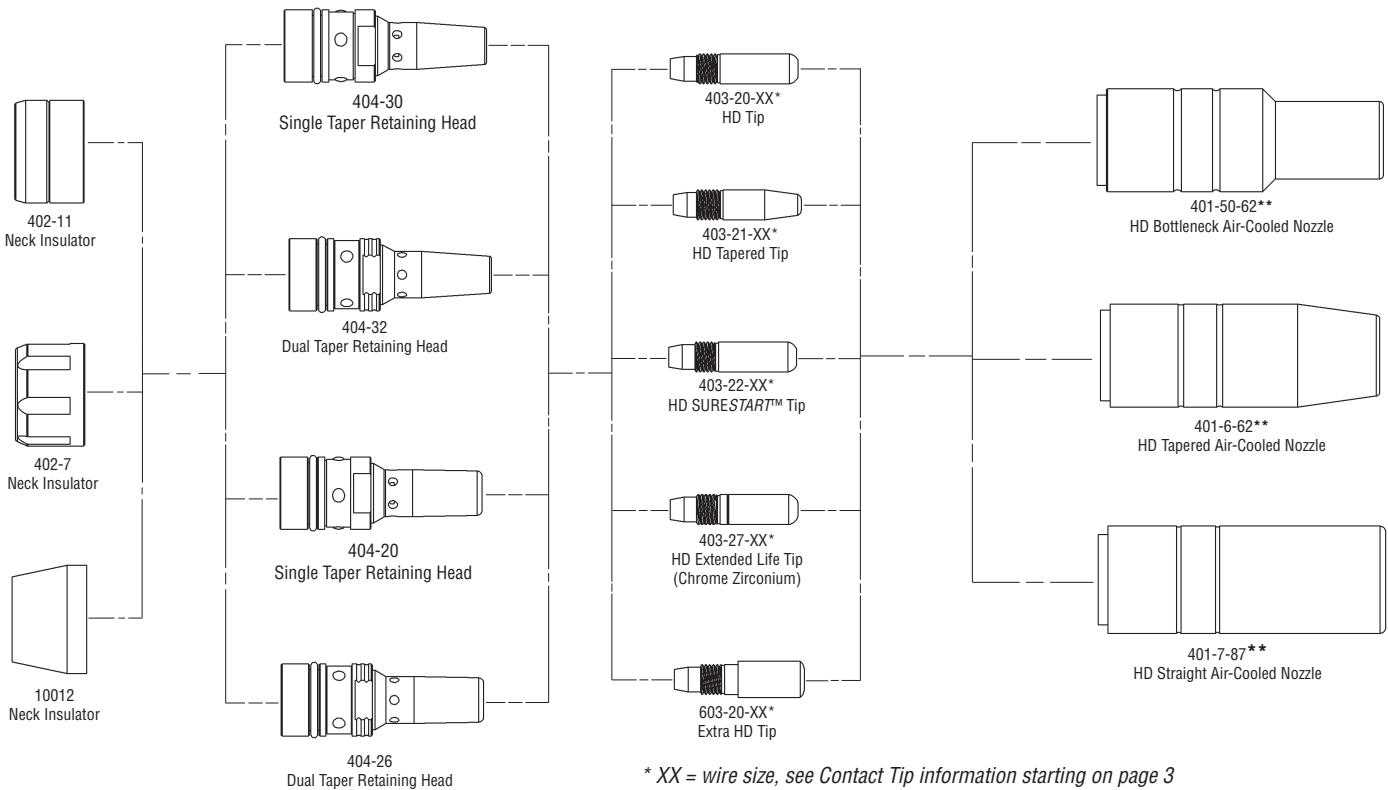 402-11
Neck Insulator
402-7
Neck Insulator
10012
Neck Insulator
404-30
Single Taper Retaining Head
404-32
Dual Taper Retaining Head
404-20
Single Taper Retaining Head
404-26
Dual Taper Retaining Head
403-20-XX*
HD Tip
403-21-XX*
HD Tapered Tip
403-22-XX*
HD SURESTART™ Tip
403-27-XX*
HD Extended Life Tip
(Chrome Zirconium)
603-20-XX*
Extra HD Tip
401-50-62**
HD Bottleneck Air-Cooled Nozzle
401-6-62**
HD Tapered Air-Cooled Nozzle
401-7-87**
HD Straight Air-Cooled Nozzle
* XX = wire size, see Contact Tip information starting on page 3